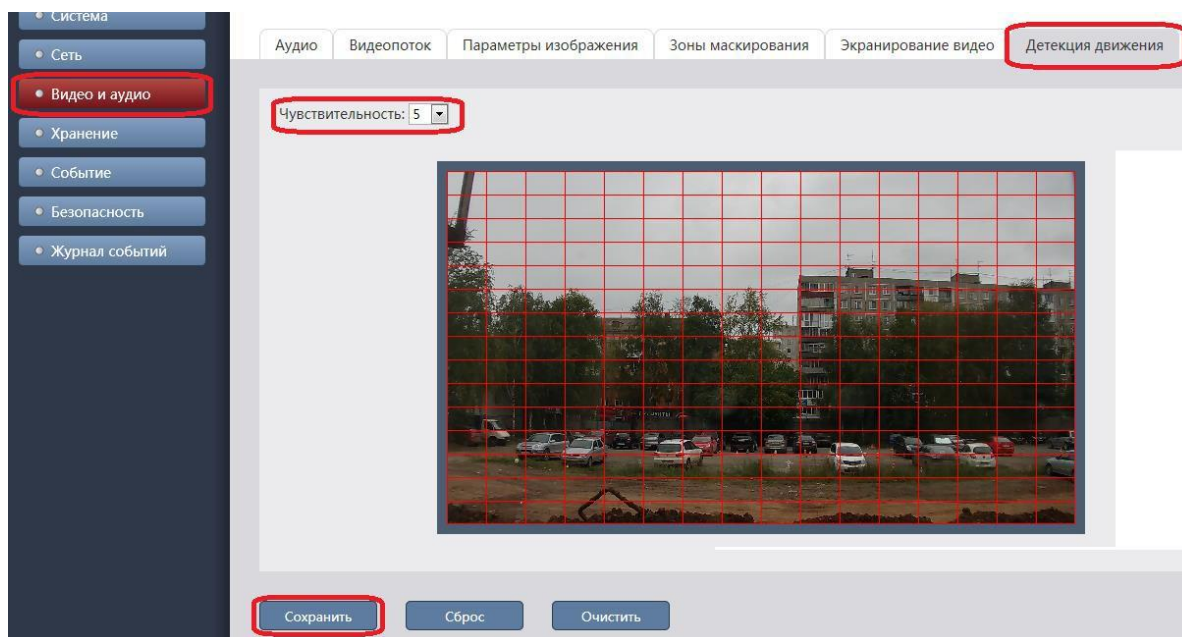 Система
Сеть
Видео и аудио
Хранение
Событие
Безопасность
Журнал событий
Аудио
Видеопоток
Параметры изображения
Зоны маскирования
Экранирование видео
Детекция движения
Чувствительность: 5
Сохранить
Сброс
Очистить